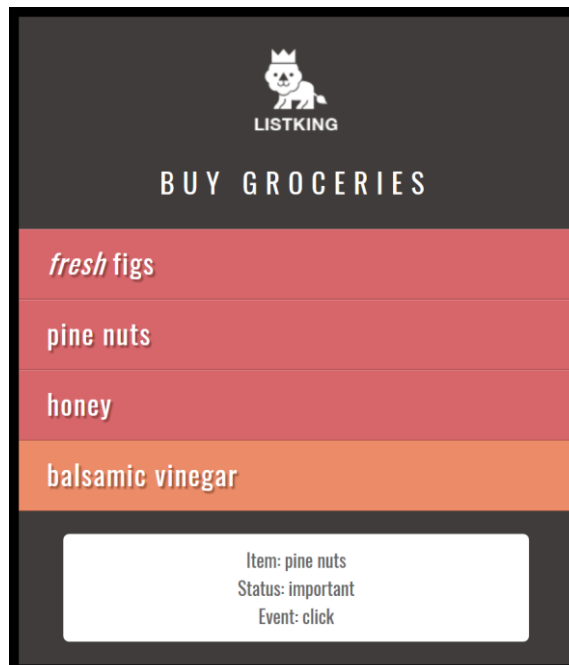 LISTKING
BUY GROCERIES
fresh figs
pine nuts
honey
balsamic vinegar
Item: pine nuts
Status: important
Event: click